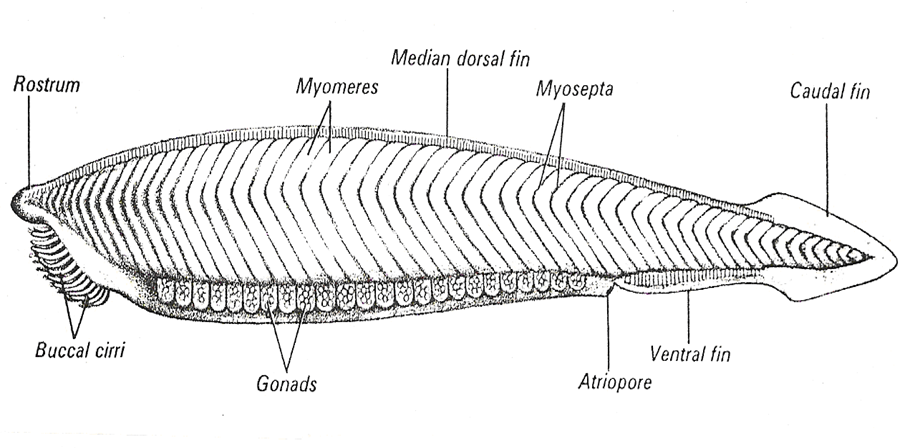 Median dorsal fin
Rostrum
Myomeres
Myosepta
Caudal fin
Buccal cirri
Gonads
Ventral fin
Atriopore